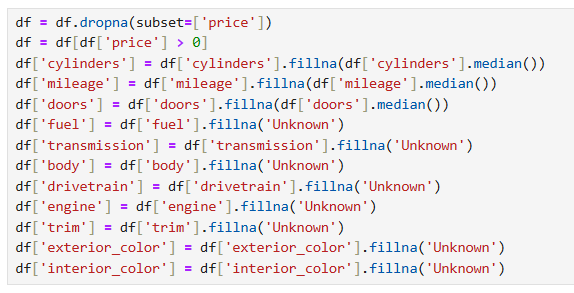 df = df.dropna(subset=['price'])
df = df[df['price'] > 0]
df['cylinders'] = df['cylinders'].fillna(df['cylinders'].median())
df['mileage'] = df['mileage'].fillna(df['mileage'].median())
df['doors'] = df['doors'].fillna(df['doors'].median())
df['fuel'] = df['fuel'].fillna('Unknown')
df['transmission'] = df['transmission'].fillna('Unknown')
df['body'] = df['body'].fillna('Unknown')
df['drivetrain'] = df['drivetrain'].fillna('Unknown')
df['engine'] = df['engine'].fillna('Unknown')
df['trim'] = df['trim'].fillna('Unknown')
df['exterior_color'] = df['exterior_color'].fillna('Unknown')
df['interior_color'] = df['interior_color'].fillna('Unknown')